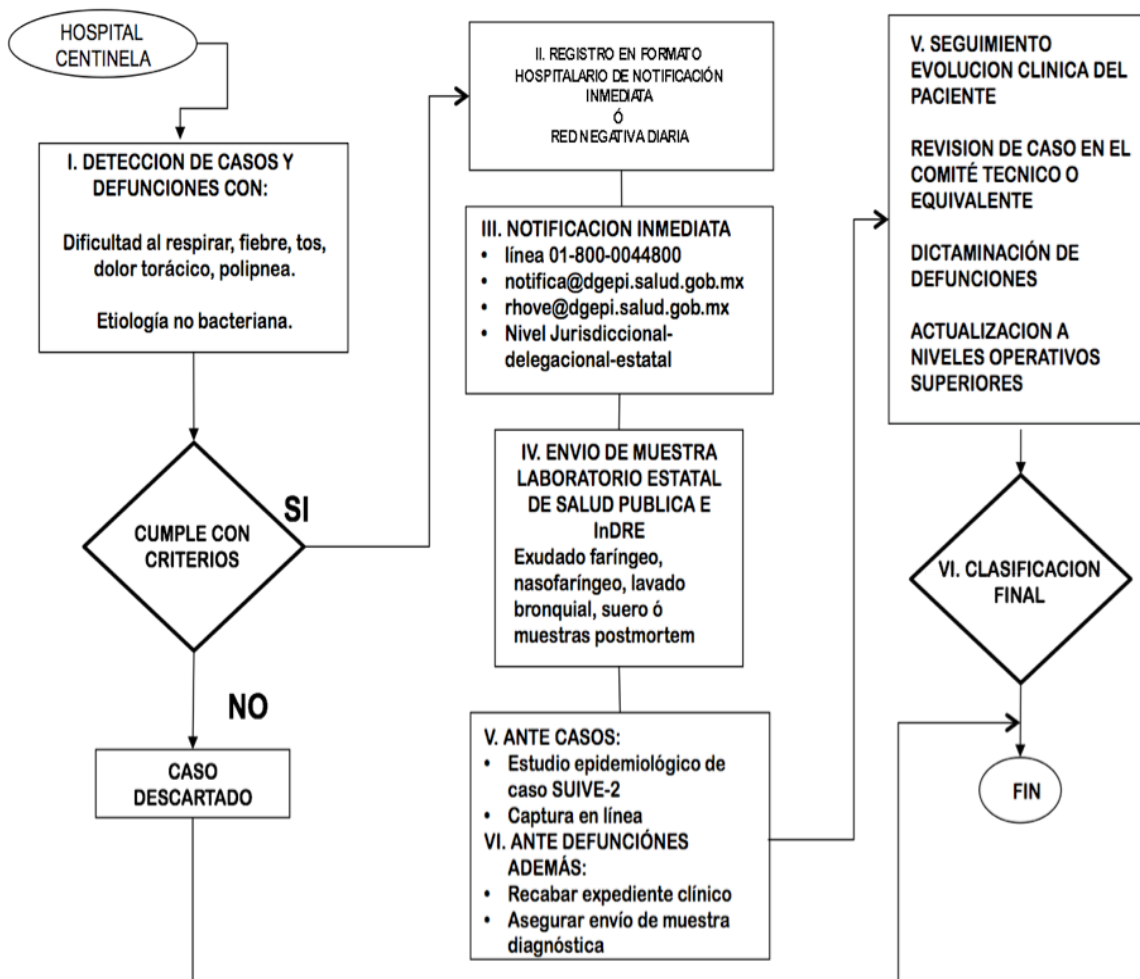 HOSPITAL
CENTINELA
I. DETECCION DE CASOS Y
DEFUNCIONES CON:
Dificultad al respirar, fiebre, tos,
dolor torácico, polipnea.
Etiología no bacteriana.
CUMPLE CON
CRITERIOS
SI
NO
CASO
DESCARTADO
II. REGISTRO EN FORMATO
HOSPITALARIO DE NOTIFICACIÓN
INMEDIATA
Ó
RED NEGATIVA DIARIA
III. NOTIFICACION INMEDIATA
• línea 01-800-0044800
• notifica@dgepi.salud.gob.mx
• rhove@dgepi.salud.gob.mx
• Nivel Jurisdiccional-
delegacional-estatal
IV. ENVIO DE MUESTRA
LABORATORIO ESTATAL
DE SALUD PUBLICA E
InDRE
Exudado faríngeo,
nasofaríngeo, lavado
bronquial, suero ó
muestras postmortem
V. ANTE CASOS:
• Estudio epidemiológico de
caso SUIVE-2
• Captura en línea
VI. ANTE DEFUNCIÓNES
ADEMÁS:
• Recabar expediente clínico
• Asegurar envío de muestra
diagnóstica
V. SEGUIMIENTO
EVOLUCION CLINICA DEL
PACIENTE
REVISION DE CASO EN EL
COMITÉ TECNICO O
EQUIVALENTE
DICTAMINACIÓN DE
DEFUNCIONES
ACTUALIZACION A
NIVELES OPERATIVOS
SUPERIORES
VI. CLASIFICACION
FINAL
FIN